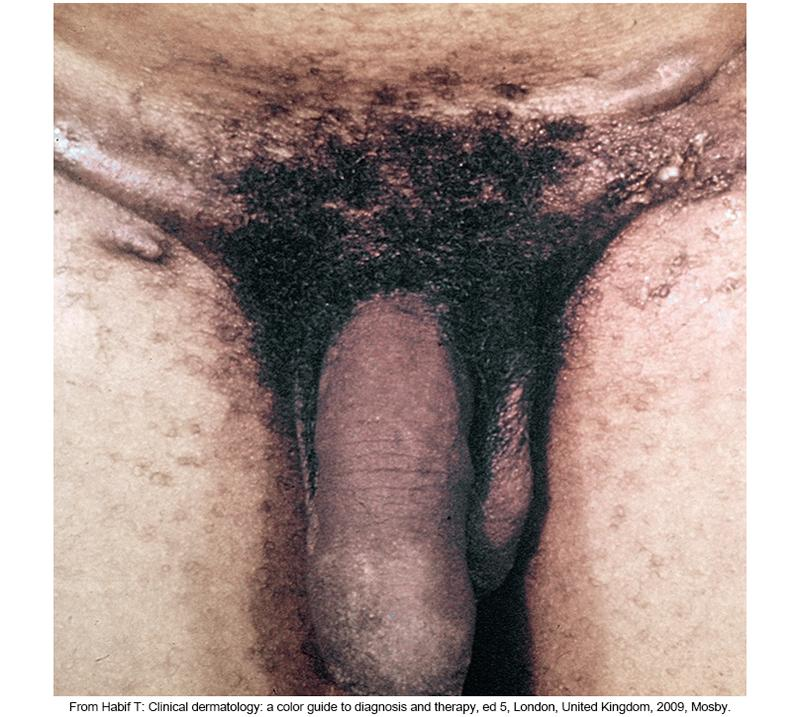 From Habif T: Clinical dermatology: a color guide to diagnosis and therapy, ed 5, London, United Kingdom, 2009, Mosby.